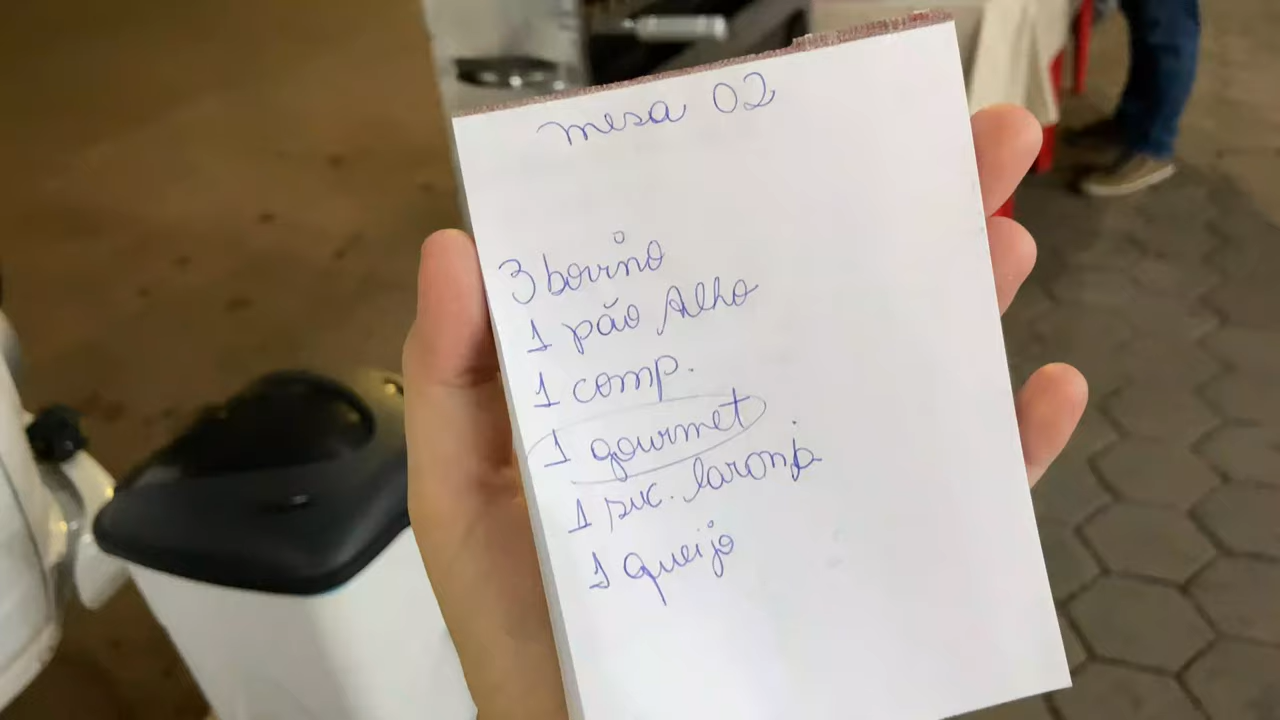 mesa 02
3 bovino
1 pão Alho
1 comp.
1 gourmet
1 suc. laranja
1 queijo